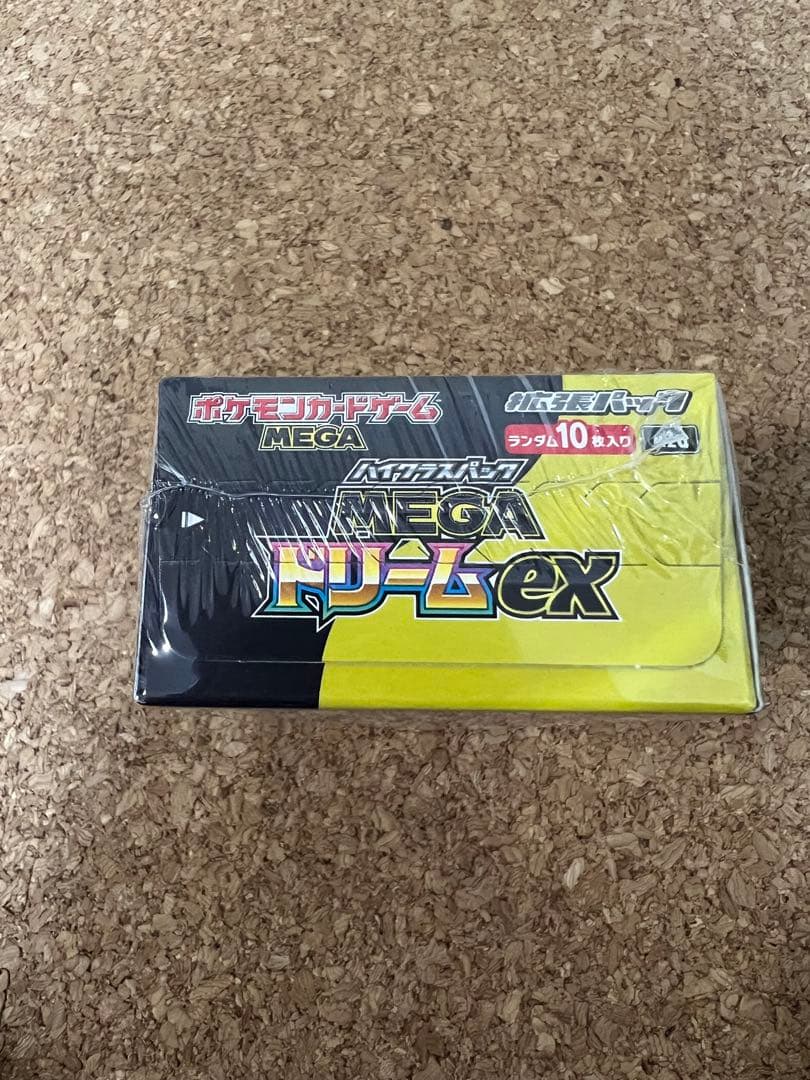 ポケモンカードゲーム
MEGA
拡張パック
ランダム10枚入り
ハイクラスパック
MEGA
ドリームex